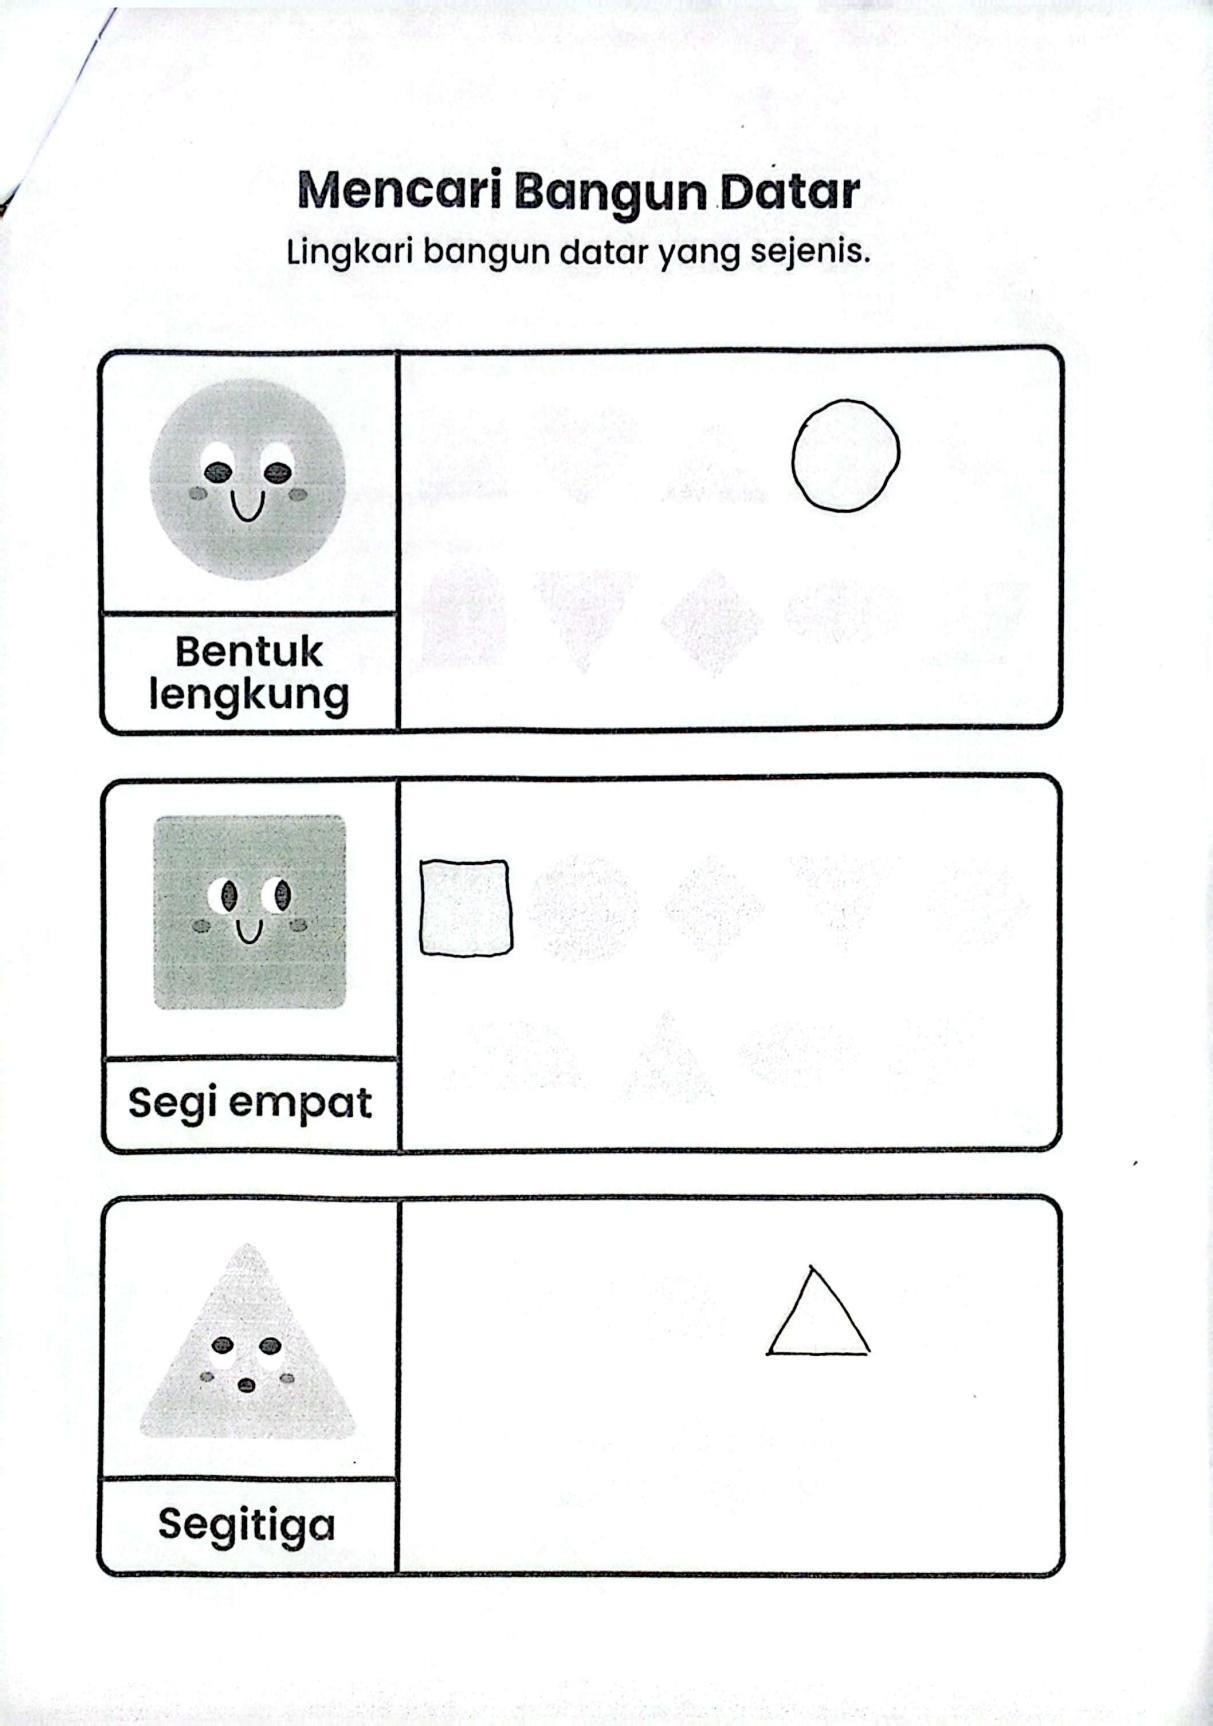 Mencari Bangun Datar
Lingkari bangun datar yang sejenis.
Bentuk
lengkung
Segi empat
Segitiga